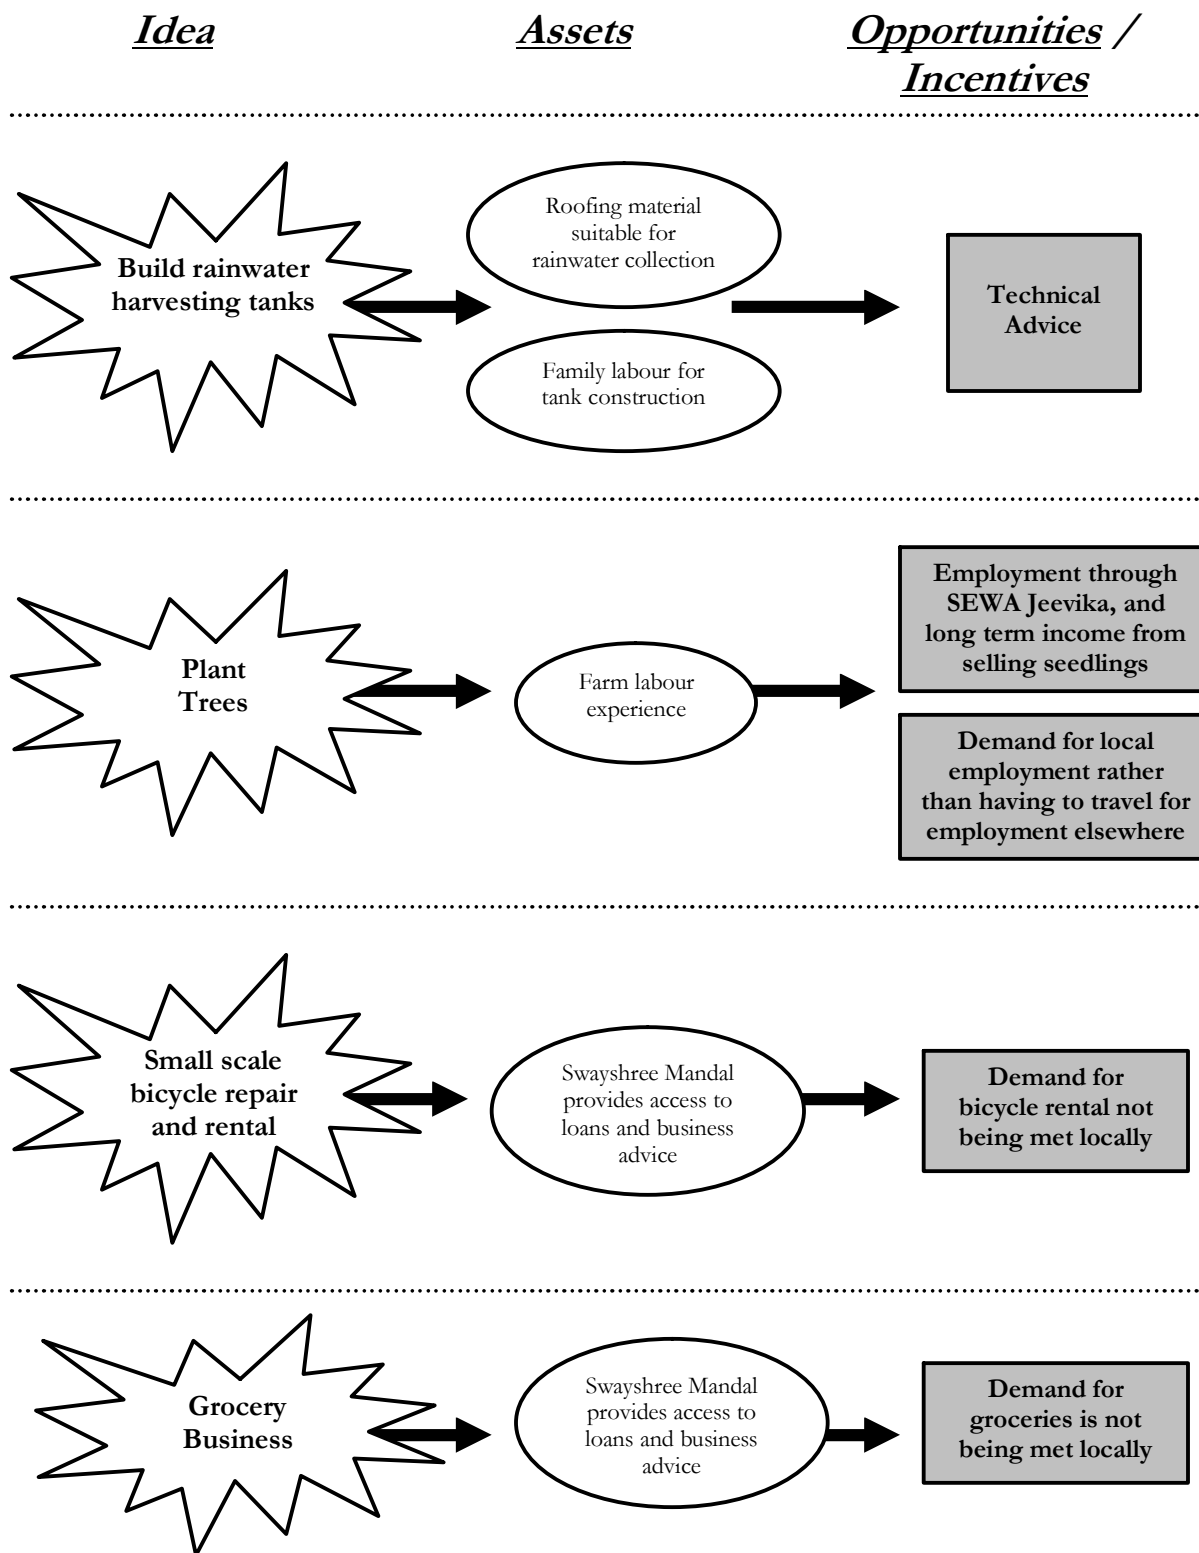 Idea
Assets
Opportunities /
Incentives
Build rainwater
harvesting tanks
Roofing material
suitable for
rainwater collection
Family labour for
tank construction
Technical
Advice
Plant
Trees
Farm labour
experience
Employment through
SEWA Jeevika, and
long term income from
selling seedlings
Demand for local
employment rather
than having to travel for
employment elsewhere
Small scale
bicycle repair
and rental
Swayshree Mandal
provides access to
loans and business
advice
Demand for
bicycle rental not
being met locally
Grocery
Business
Swayshree Mandal
provides access to
loans and business
advice
Demand for
groceries is not
being met locally